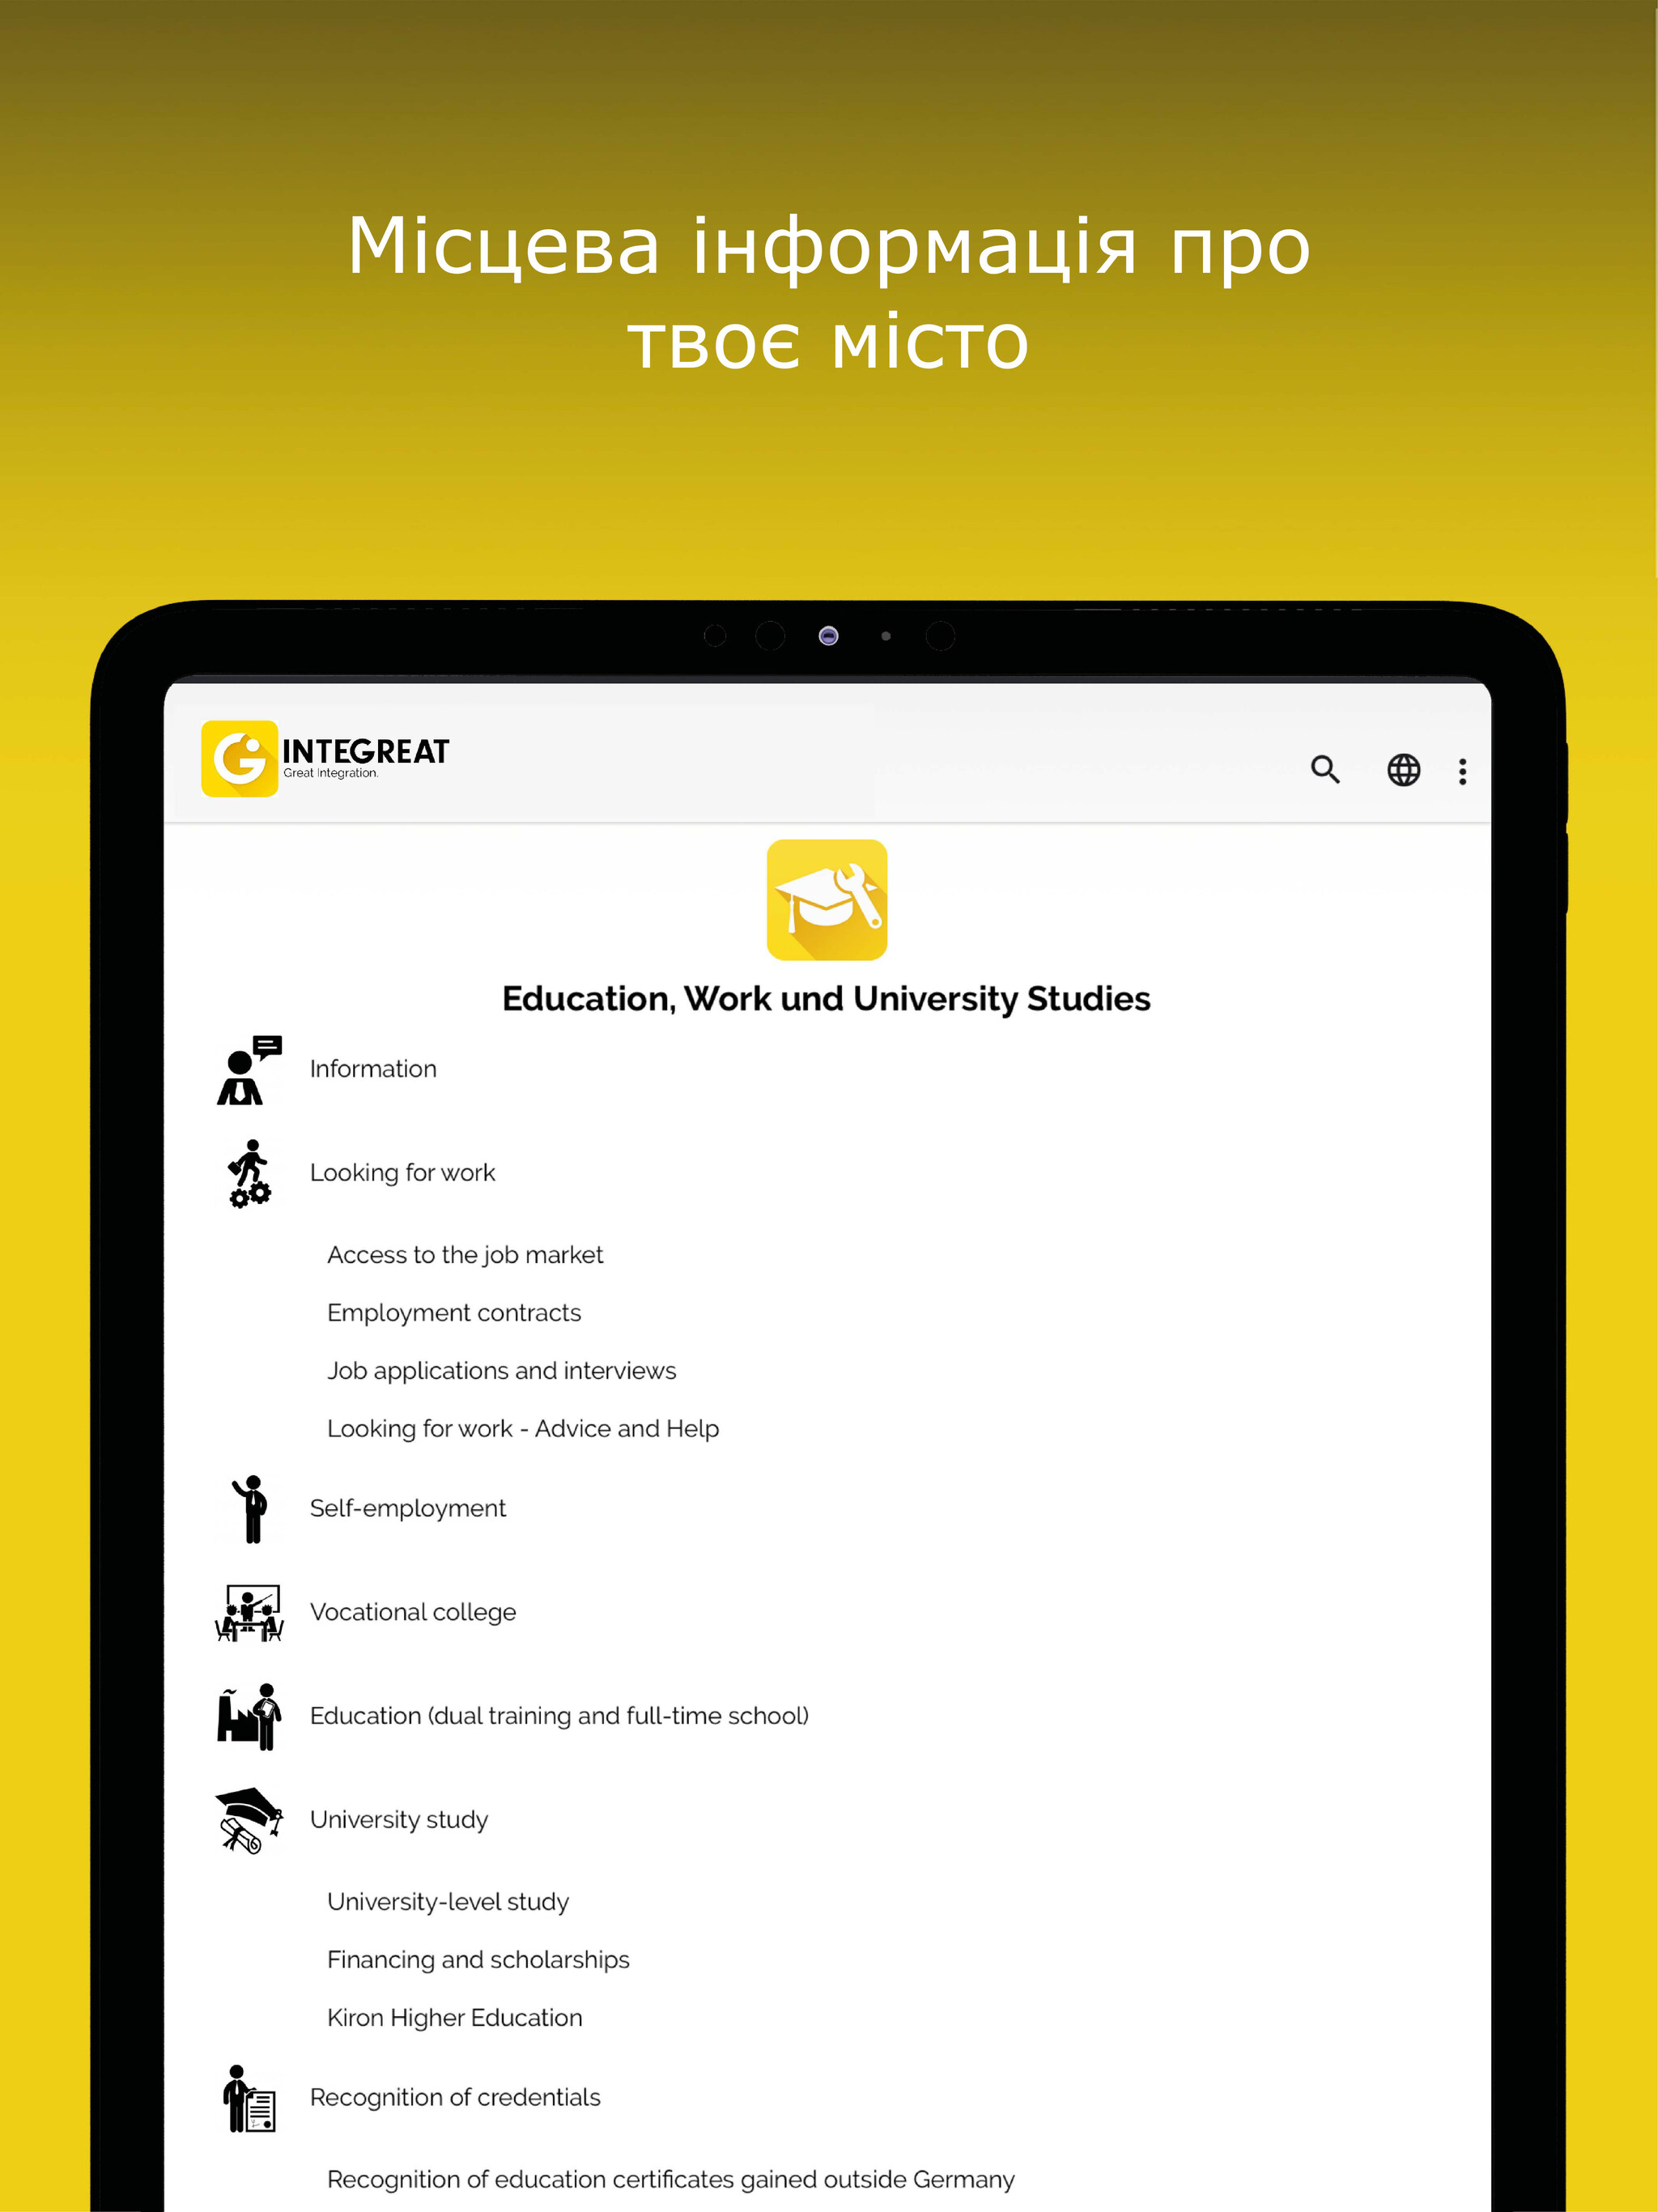 Місцева інформація про
твоє місто
INTEGREAT
Great Integration.
Education, Work und University Studies
Information
Looking for work
Access to the job market
Employment contracts
Job applications and interviews
Looking for work - Advice and Help
Self-employment
Vocational college
Education (dual training and full-time school)
University study
University-level study
Financing and scholarships
Kiron Higher Education
Recognition of credentials
Recognition of education certificates gained outside Germany